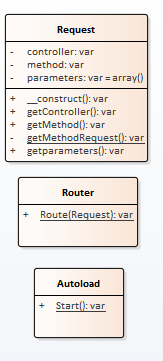 Request
- controller: var
- method: var
- parameters: var = array()
+ __construct(): var
+ getController(): var
+ getMethod(): var
- getMethodRequest(): var
+ getparameters(): var
Router
+ Route(Request): var
Autoload
+ Start(): var